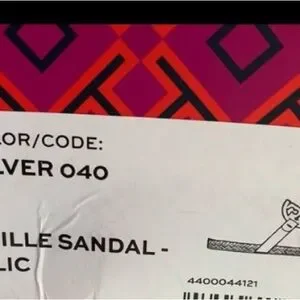 LOR/CODE:
LVER 040
ILLE SANDAL -
LIC
4400044121